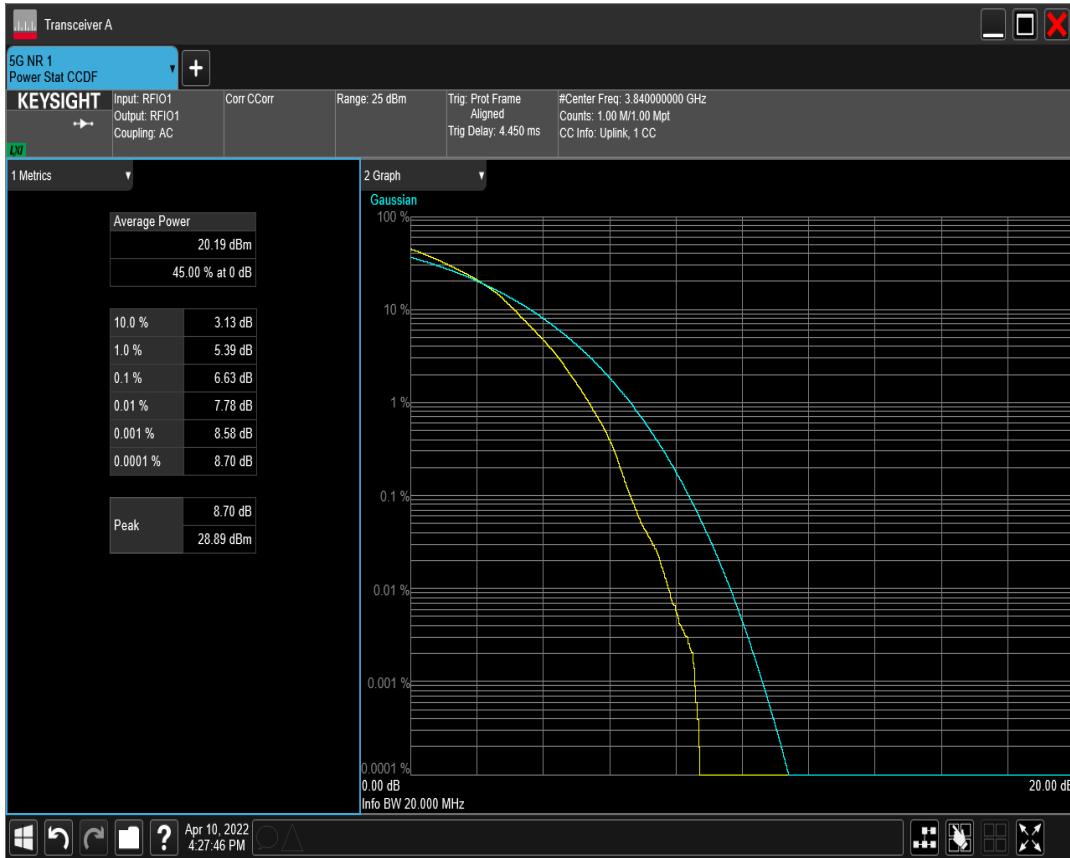 Transceiver A
5G NR 1
Power Stat CCDF
KEYSIGHT
LXI
Input: RFIO1
Output: RFIO1
Coupling: AC
Corr CCorr
Range: 25 dBm
Trig: Prot Frame
Aligned
Trig Delay: 4.450 ms
#Center Freq: 3.840000000 GHz
Counts: 1.00 M/1.00 Mpt
CC Info: Uplink, 1 CC
1 Metrics
Average Power
20.19 dBm
45.00 % at 0 dB
10.0 % 3.13 dB
1.0 % 5.39 dB
0.1 % 6.63 dB
0.01 % 7.78 dB
0.001 % 8.58 dB
0.0001 % 8.70 dB
Peak
8.70 dB
28.89 dBm
2 Graph
Gaussian
100 %
10 %
1 %
0.1 %
0.01 %
0.001 %
0.0001 %
0.00 dB 20.00 dB
Info BW 20.000 MHz
Apr 10, 2022
4:27:46 PM